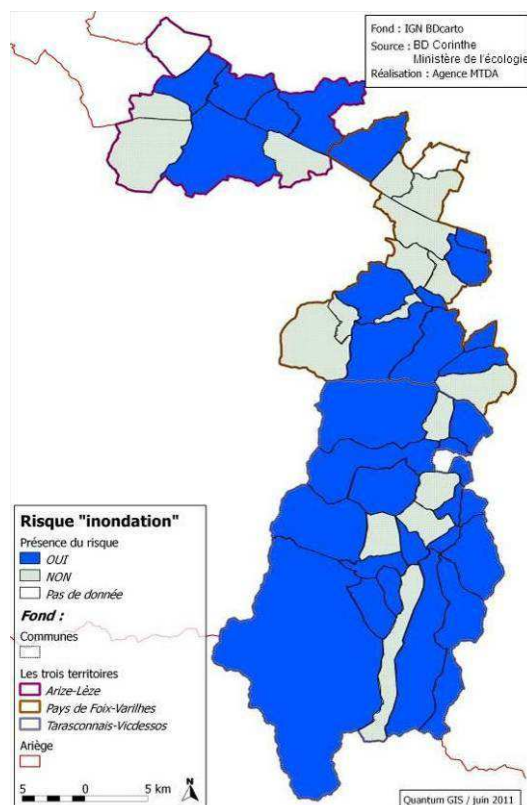 Fond : IGN BDcarto
Source : BD Corinthe
Ministère de l'écologie
Réalisation : Agence MTDA
Risque "inondation"
Présence du risque
OUI
NON
Pas de donnée
Fond :
Communes
Les trois territoires
Arize-Lèze
Pays de Foix-Varilhes
Tarasconnais-Vicdessos
Ariège
5 0 5 km
N
Quantum GIS / juin 2011